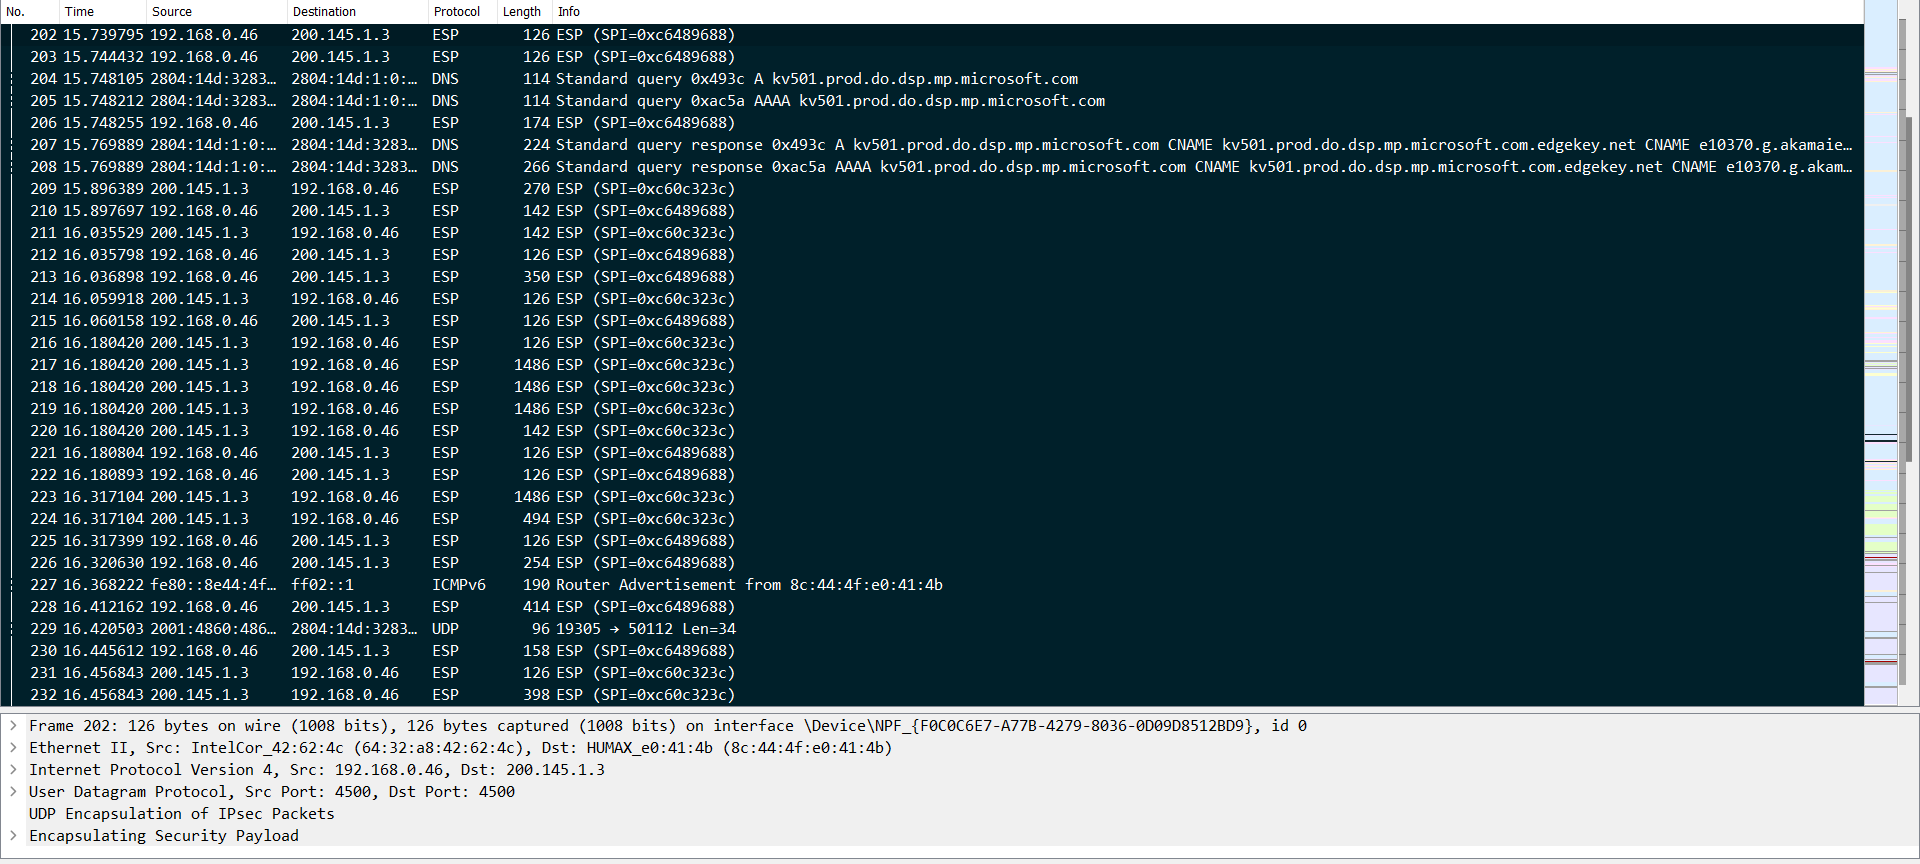 No. Time Source Destination Protocol Length Info
202 15.739795 192.168.0.46 200.145.1.3 ESP 126 ESP (SPI=0xc6489688)
203 15.744432 192.168.0.46 200.145.1.3 ESP 126 ESP (SPI=0xc6489688)
204 15.748105 2804:14d:3283… 2804:14d:1:0:… DNS 114 Standard query 0x493c A kv501.prod.do.dsp.mp.microsoft.com
205 15.748212 2804:14d:3283… 2804:14d:1:0:… DNS 114 Standard query 0xac5a AAAA kv501.prod.do.dsp.mp.microsoft.com
206 15.748255 192.168.0.46 200.145.1.3 ESP 174 ESP (SPI=0xc6489688)
207 15.769889 2804:14d:1:0:… 2804:14d:3283… DNS 224 Standard query response 0x493c A kv501.prod.do.dsp.mp.microsoft.com CNAME kv501.prod.do.dsp.mp.microsoft.com.edgekey.net CNAME e10370.g.akamaie…
208 15.769889 2804:14d:1:0:… 2804:14d:3283… DNS 266 Standard query response 0xac5a AAAA kv501.prod.do.dsp.mp.microsoft.com CNAME kv501.prod.do.dsp.mp.microsoft.com.edgekey.net CNAME e10370.g.akam…
209 15.896389 200.145.1.3 192.168.0.46 ESP 270 ESP (SPI=0xc60c323c)
210 15.897697 192.168.0.46 200.145.1.3 ESP 142 ESP (SPI=0xc6489688)
211 16.035529 200.145.1.3 192.168.0.46 ESP 142 ESP (SPI=0xc60c323c)
212 16.035798 192.168.0.46 200.145.1.3 ESP 126 ESP (SPI=0xc6489688)
213 16.036898 192.168.0.46 200.145.1.3 ESP 350 ESP (SPI=0xc6489688)
214 16.059918 200.145.1.3 192.168.0.46 ESP 126 ESP (SPI=0xc60c323c)
215 16.060158 192.168.0.46 200.145.1.3 ESP 126 ESP (SPI=0xc6489688)
216 16.180420 200.145.1.3 192.168.0.46 ESP 126 ESP (SPI=0xc60c323c)
217 16.180420 200.145.1.3 192.168.0.46 ESP 1486 ESP (SPI=0xc60c323c)
218 16.180420 200.145.1.3 192.168.0.46 ESP 1486 ESP (SPI=0xc60c323c)
219 16.180420 200.145.1.3 192.168.0.46 ESP 1486 ESP (SPI=0xc60c323c)
220 16.180420 200.145.1.3 192.168.0.46 ESP 142 ESP (SPI=0xc60c323c)
221 16.180804 192.168.0.46 200.145.1.3 ESP 126 ESP (SPI=0xc6489688)
222 16.180893 192.168.0.46 200.145.1.3 ESP 126 ESP (SPI=0xc6489688)
223 16.317104 200.145.1.3 192.168.0.46 ESP 1486 ESP (SPI=0xc60c323c)
224 16.317104 200.145.1.3 192.168.0.46 ESP 494 ESP (SPI=0xc60c323c)
225 16.317399 192.168.0.46 200.145.1.3 ESP 126 ESP (SPI=0xc6489688)
226 16.320630 192.168.0.46 200.145.1.3 ESP 254 ESP (SPI=0xc6489688)
227 16.368222 fe80::8e44:4f… ff02::1 ICMPv6 190 Router Advertisement from 8c:44:4f:e0:41:4b
228 16.412162 192.168.0.46 200.145.1.3 ESP 414 ESP (SPI=0xc6489688)
229 16.420503 2001:4860:486… 2804:14d:3283… UDP 96 19305 → 50112 Len=34
230 16.445612 192.168.0.46 200.145.1.3 ESP 158 ESP (SPI=0xc6489688)
231 16.456843 200.145.1.3 192.168.0.46 ESP 126 ESP (SPI=0xc60c323c)
232 16.456843 200.145.1.3 192.168.0.46 ESP 398 ESP (SPI=0xc60c323c)
Frame 202: 126 bytes on wire (1008 bits), 126 bytes captured (1008 bits) on interface \Device\NPF_{F0C0C6E7-A77B-4279-8036-0D09D8512BD9}, id 0
Ethernet II, Src: IntelCor_42:62:4c (64:32:a8:42:62:4c), Dst: HUMAX_e0:41:4b (8c:44:4f:e0:41:4b)
Internet Protocol Version 4, Src: 192.168.0.46, Dst: 200.145.1.3
User Datagram Protocol, Src Port: 4500, Dst Port: 4500
UDP Encapsulation of IPsec Packets
Encapsulating Security Payload